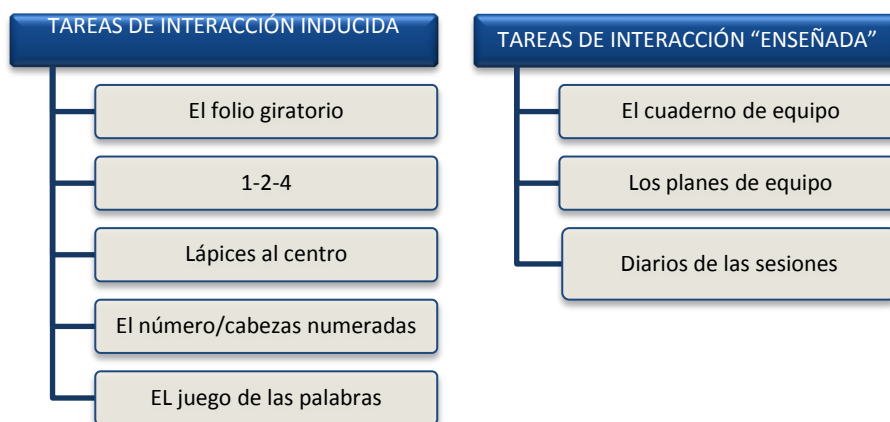 TAREAS DE INTERACCIÓN INDUCIDA
El folio giratorio
1-2-4
Lápices al centro
El número/cabezas numeradas
EL juego de las palabras
TAREAS DE INTERACCIÓN “ENSEÑADA”
El cuaderno de equipo
Los planes de equipo
Diarios de las sesiones